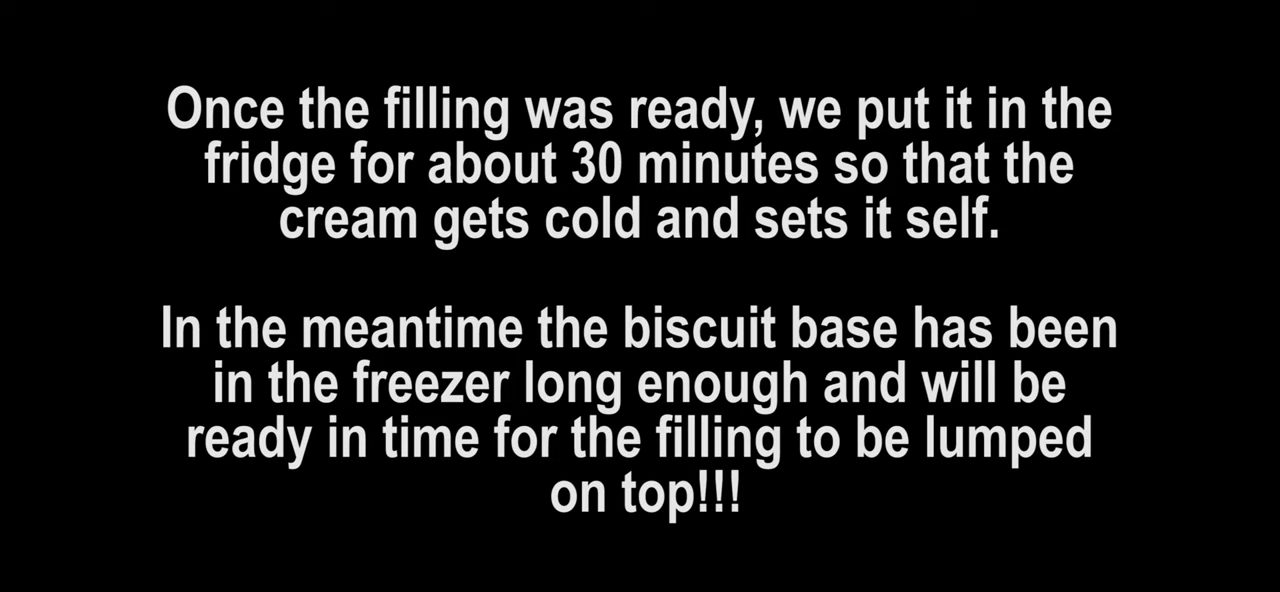 Once the filling was ready, we put it in the
fridge for about 30 minutes so that the
cream gets cold and sets it self.
In the meantime the biscuit base has been
in the freezer long enough and will be
ready in time for the filling to be lumped
on top!!!